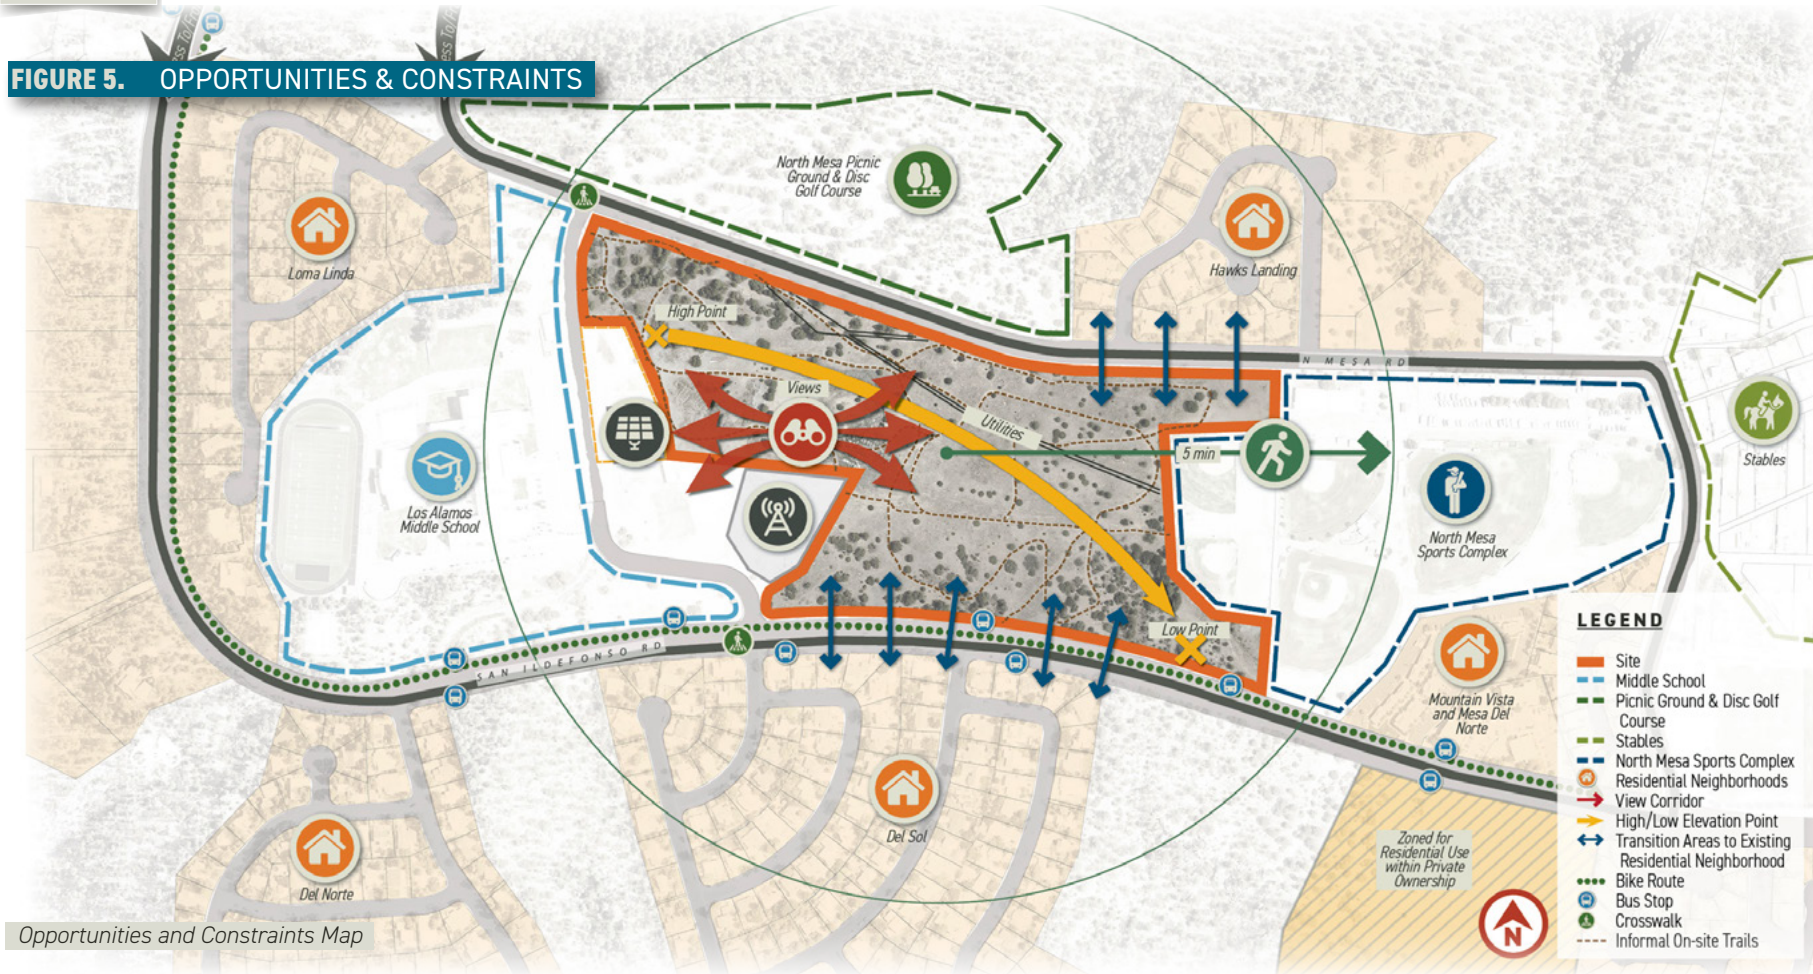 FIGURE 5. OPPORTUNITIES & CONSTRAINTS
North Mesa Picnic
Ground & Disc
Golf Course
Loma Linda
Hawks Landing
High Point
N MESA RD
Views
Utilities
5 min
Stables
Los Alamos
Middle School
North Mesa
Sports Complex
Low Point
SAN ILDEFONSO RD
Mountain Vista
and Mesa Del
Norte
Del Sol
Del Norte
Zoned for
Residential Use
within Private
Ownership
N
LEGEND
Site
Middle School
Picnic Ground & Disc Golf
Course
Stables
North Mesa Sports Complex
Residential Neighborhoods
View Corridor
High/Low Elevation Point
Transition Areas to Existing
Residential Neighborhood
Bike Route
Bus Stop
Crosswalk
Informal On-site Trails
Opportunities and Constraints Map